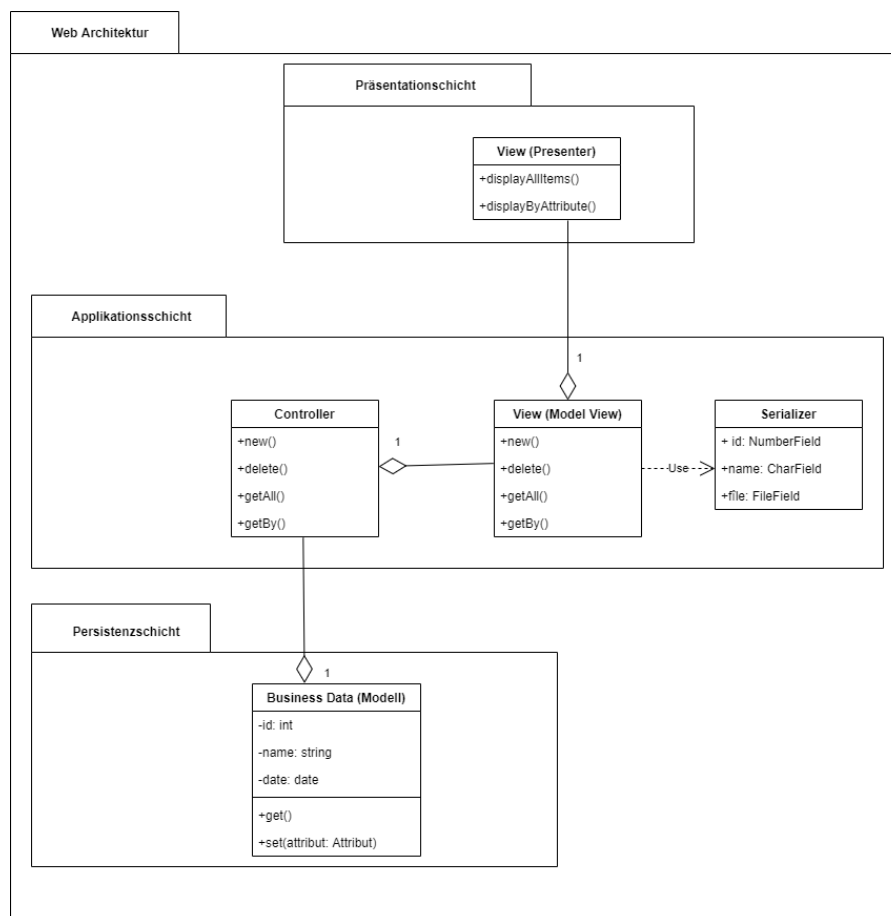 Web Architektur
Präsentationschicht
View (Presenter)
+displayAllItems()
+displayByAttribute()
Applikationsschicht
1
Controller
+new()
+delete()
+getAll()
+getBy()
1
View (Model View)
+new()
+delete()
+getAll()
+getBy()
Use
Serializer
+ id: NumberField
+name: CharField
+fîle: FileField
Persistenzschicht
1
Business Data (Modell)
-id: int
-name: string
-date: date
+get()
+set(attribut: Attribut)